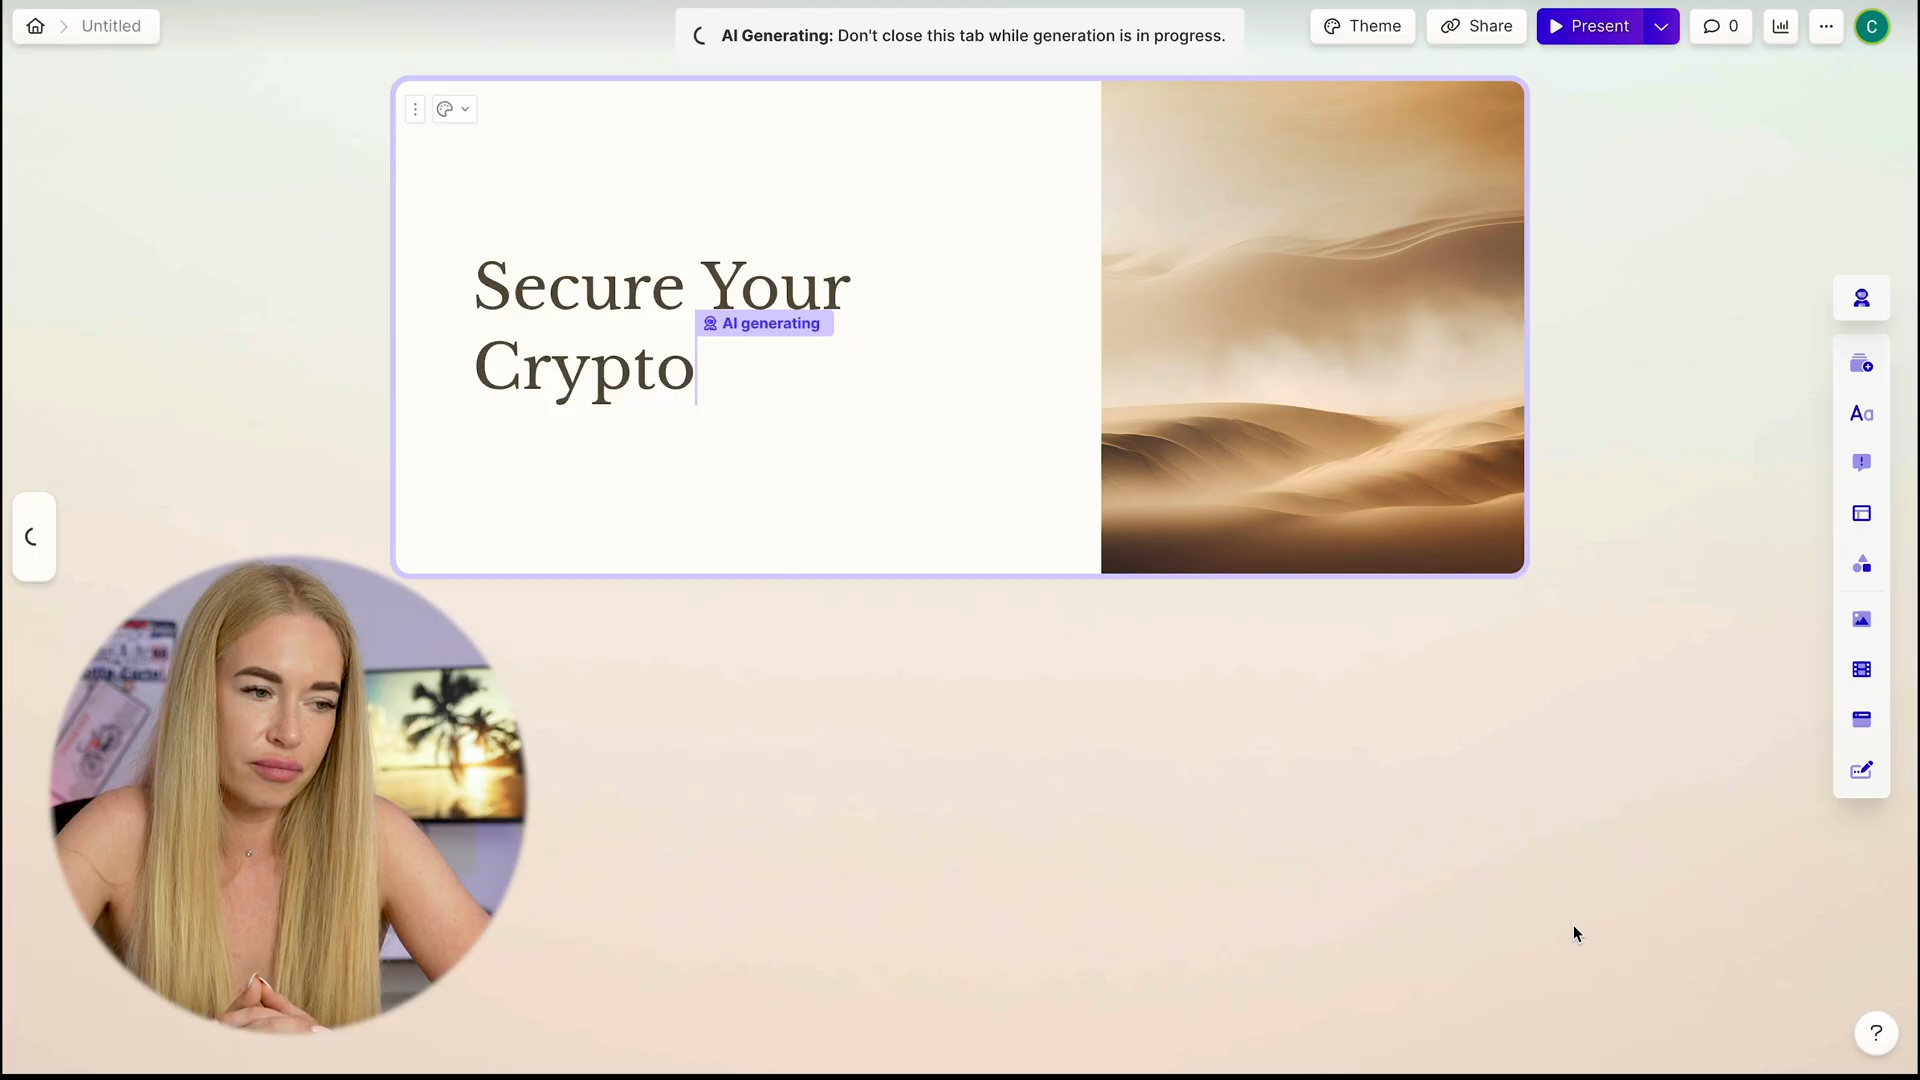 Untitled
AI Generating: Don't close this tab while generation is in progress.
Theme
Share
Present
0
C
Secure Your
AI generating
Crypto
Aa
?